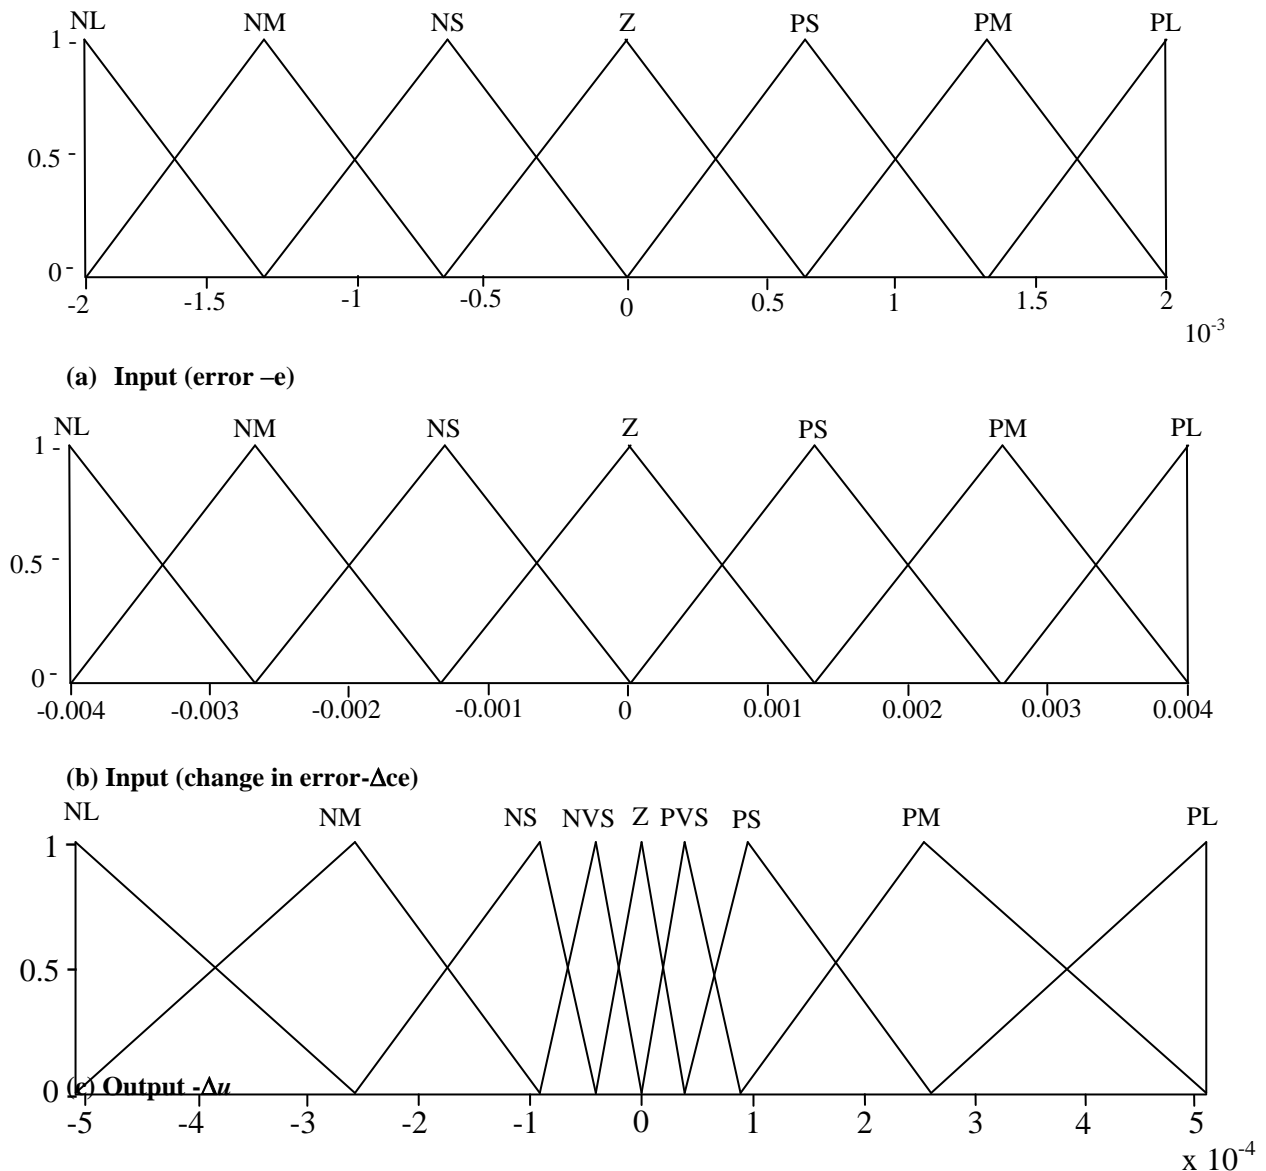 NL NM NS Z PS PM PL
1 -
0.5 -
0 -
-2 -1.5 -1 -0.5 0 0.5 1 1.5 2
10-3
(a) Input (error –e)
NL NM NS Z PS PM PL
1 -
0.5 -
0 -
-0.004 -0.003 -0.002 -0.001 0 0.001 0.002 0.003 0.004
(b) Input (change in error-Δce)
NL NM NS NVS Z PVS PS PM PL
1
0.5
0
(c) Output -Δu
-5 -4 -3 -2 -1 0 1 2 3 4 5
x 10-4